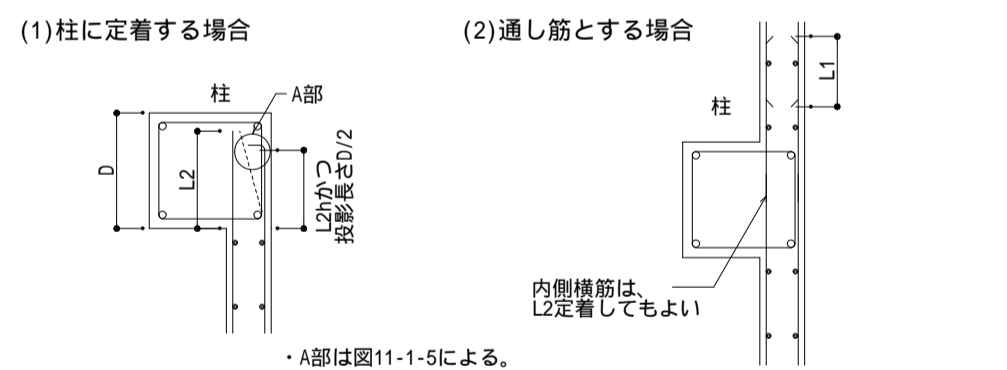 (1)柱に定着する場合
(2)通し筋とする場合
柱
A部
D
L2
L2hかつ
投影長さD/2
柱
L1
内側横筋は、
L2定着してもよい
・A部は図11-1-5による。